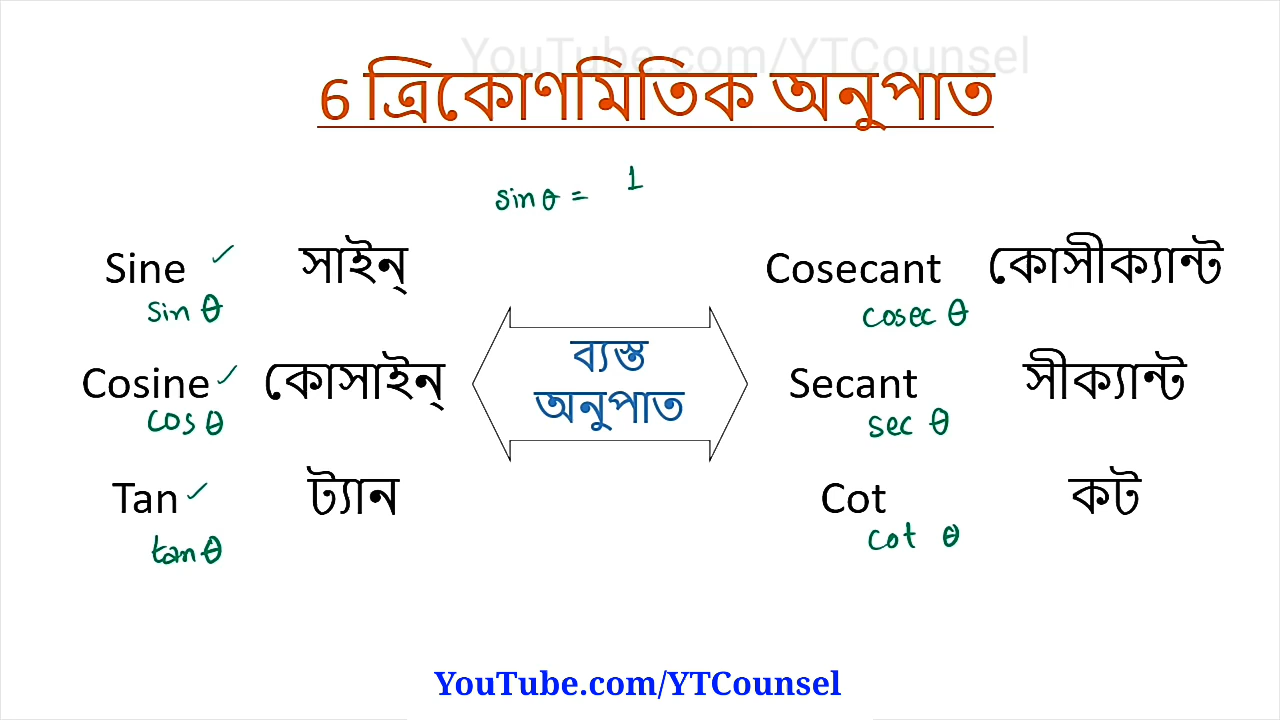 YouTube.com/YTCounsel
6 ত্রিকোণমিতিক অনুপাত
sin θ = 1
Sine ✓ সাইন্ Cosecant কোসীক্যান্ট
sin θ cosec θ
ব্যস্ত
Cosine ✓ কোসাইন্ Secant সীক্যান্ট
অনুপাত
cos θ sec θ
Tan ✓ ট্যান Cot কট
tan θ cot θ
YouTube.com/YTCounsel